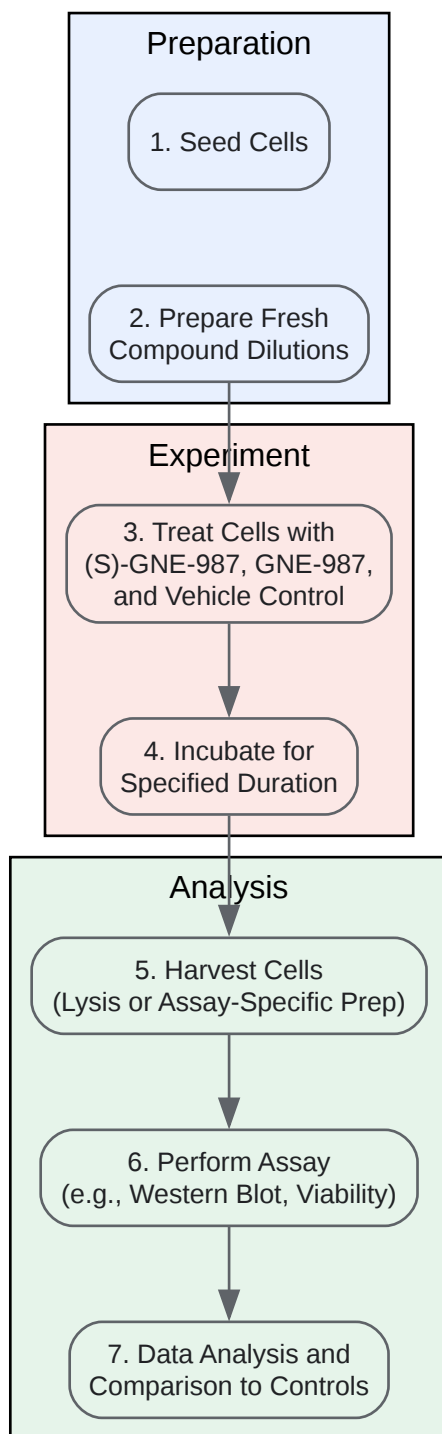 Preparation
1. Seed Cells
2. Prepare Fresh
Compound Dilutions
Experiment
3. Treat Cells with
(S)-GNE-987, GNE-987,
and Vehicle Control
4. Incubate for
Specified Duration
Analysis
5. Harvest Cells
(Lysis or Assay-Specific Prep)
6. Perform Assay
(e.g., Western Blot, Viability)
7. Data Analysis and
Comparison to Controls